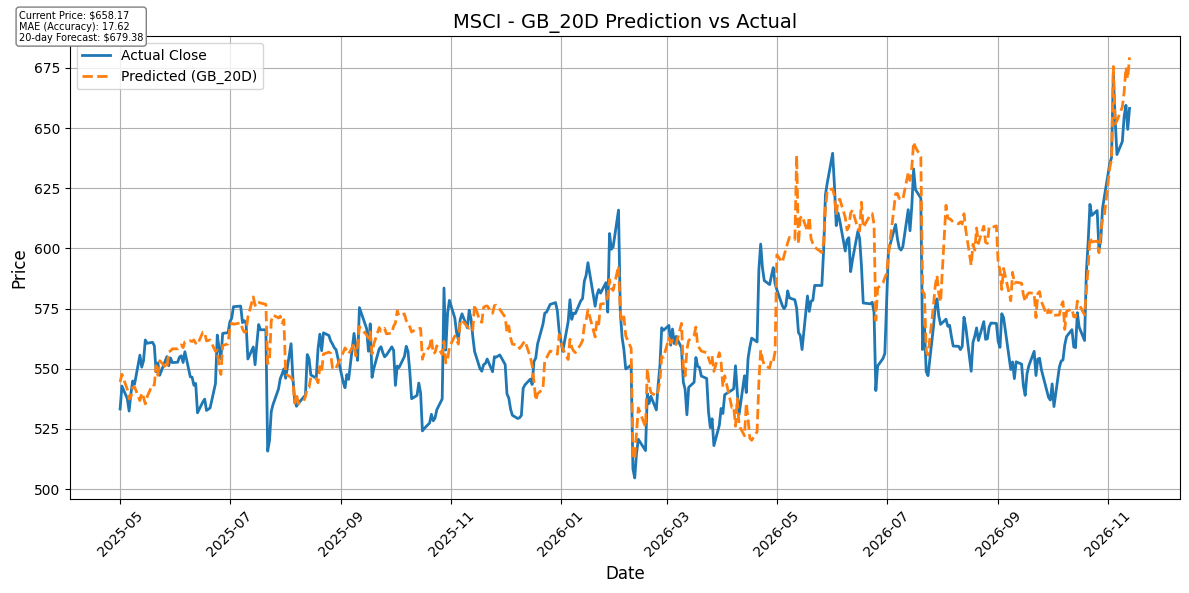 MSCI - GB_20D Prediction vs Actual
Current Price: $658.17
MAE (Accuracy): 17.62
20-day Forecast: $679.38
Actual Close
Predicted (GB_20D)
Price
675
650
625
600
575
550
525
500
2025-05
2025-07
2025-09
2025-11
2026-01
2026-03
2026-05
2026-07
2026-09
2026-11
Date